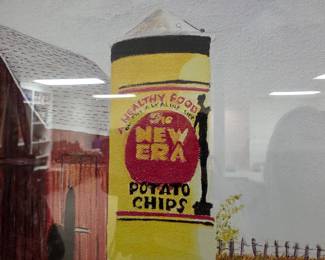 A HEALTHY FOOD
The
NEW
ERA
POTATO
CHIPS